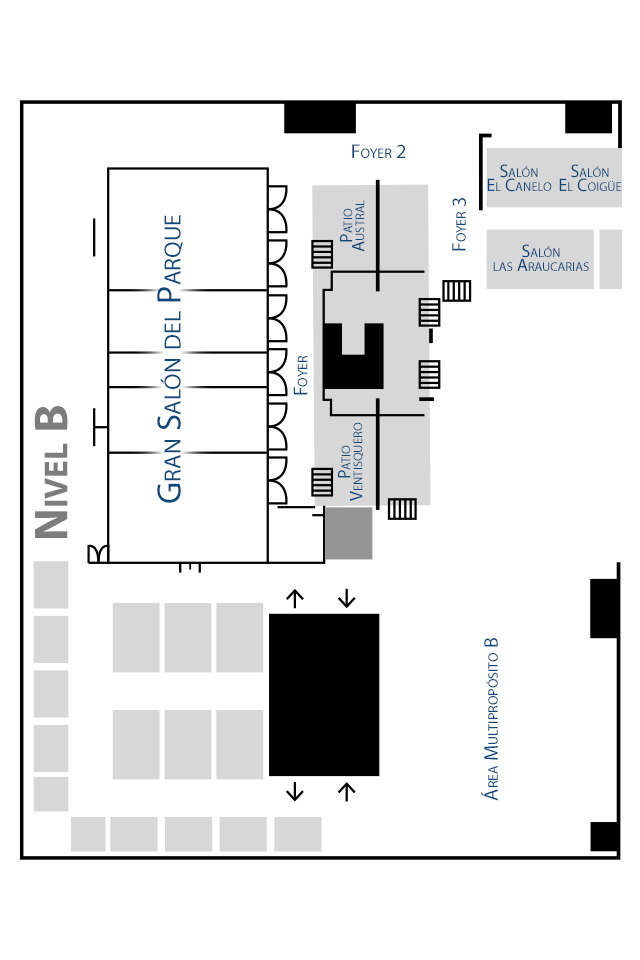 Foyer 2
Salón
El Canelo
Salón
El Coigüe
Patio
Austral
Foyer 3
Salón
las Araucarias
Gran Salón del Parque
Foyer
Nivel B
Patio
Ventisquero
Área Multipropósito B